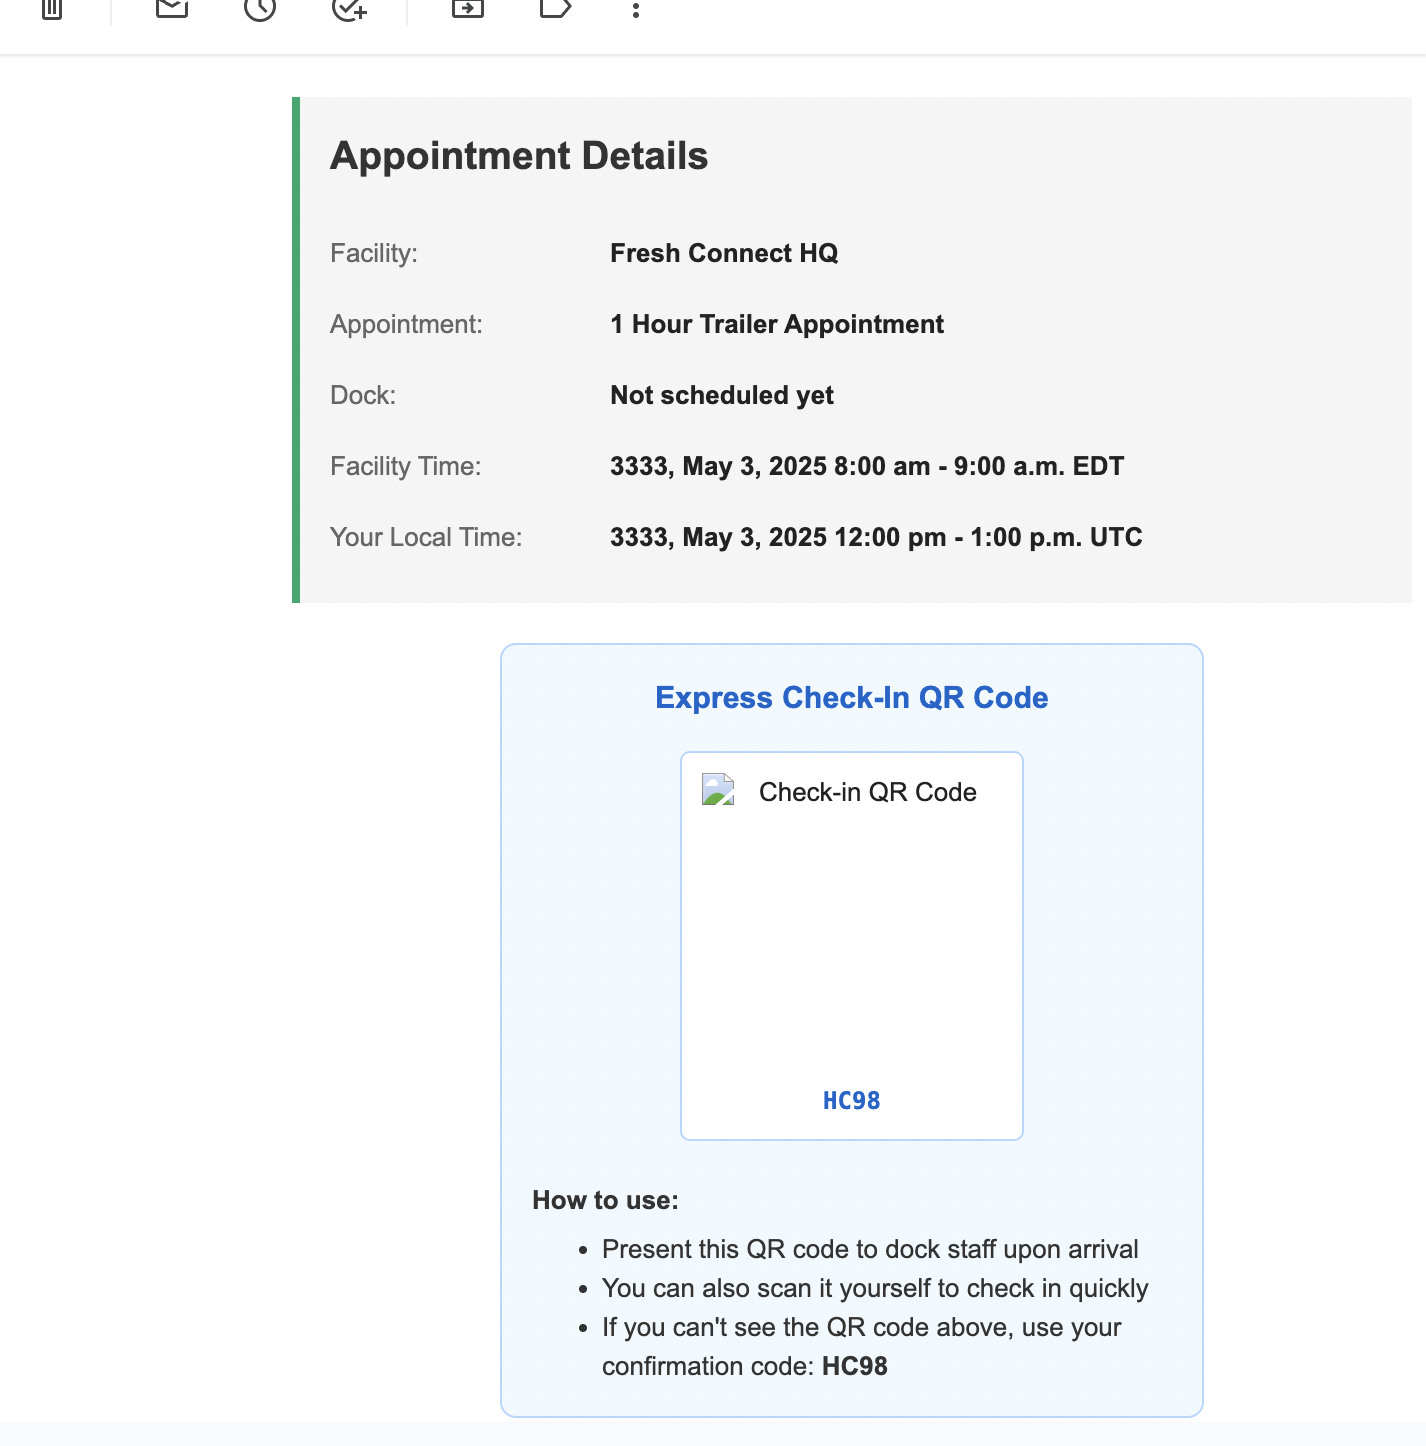 Appointment Details
Facility: Fresh Connect HQ
Appointment: 1 Hour Trailer Appointment
Dock: Not scheduled yet
Facility Time: 3333, May 3, 2025 8:00 am - 9:00 a.m. EDT
Your Local Time: 3333, May 3, 2025 12:00 pm - 1:00 p.m. UTC
Express Check-In QR Code
Check-in QR Code
HC98
How to use:
• Present this QR code to dock staff upon arrival
• You can also scan it yourself to check in quickly
• If you can't see the QR code above, use your
confirmation code: HC98